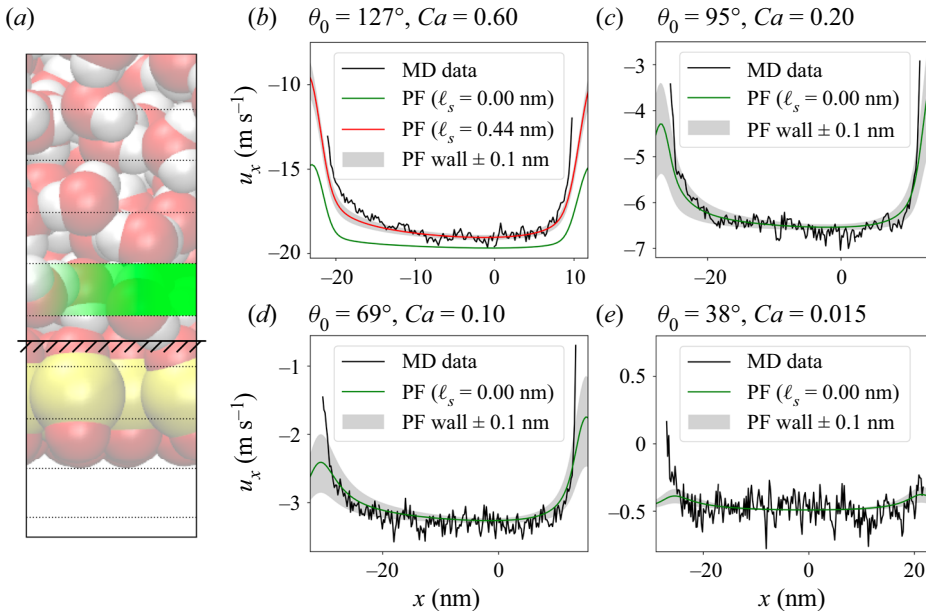 (a)
(b) θ₀ = 127°, Ca = 0.60
MD data
PF (ℓₛ = 0.00 nm)
PF (ℓₛ = 0.44 nm)
PF wall ± 0.1 nm
uₓ (m s⁻¹)
−10
−15
−20
−20 −10 0 10
(c) θ₀ = 95°, Ca = 0.20
MD data
PF (ℓₛ = 0.00 nm)
PF wall ± 0.1 nm
−3
−4
−5
−6
−7
−20 0
(d) θ₀ = 69°, Ca = 0.10
MD data
PF (ℓₛ = 0.00 nm)
PF wall ± 0.1 nm
uₓ (m s⁻¹)
−1
−2
−3
−20 0
x (nm)
(e) θ₀ = 38°, Ca = 0.015
MD data
PF (ℓₛ = 0.00 nm)
PF wall ± 0.1 nm
0.5
0
−0.5
−20 0 20
x (nm)